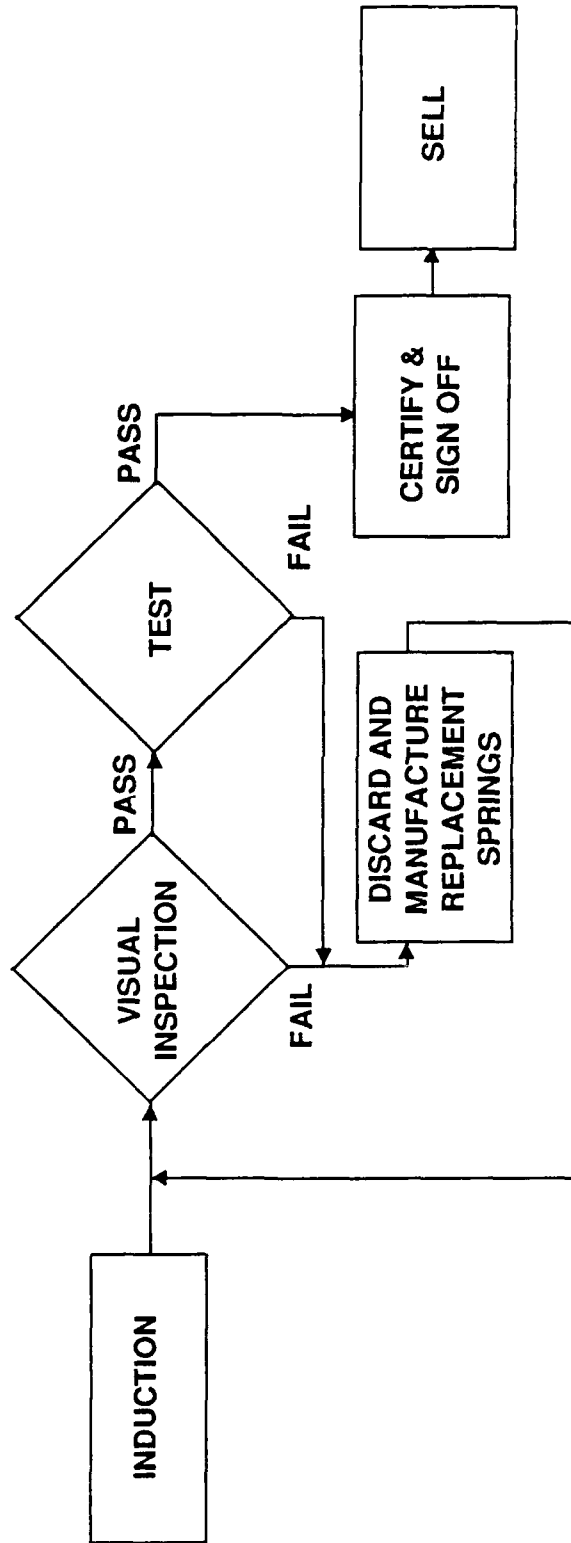 INDUCTION
VISUAL
INSPECTION
PASS
FAIL
TEST
PASS
FAIL
DISCARD AND
MANUFACTURE
REPLACEMENT
SPRINGS
CERTIFY &
SIGN OFF
SELL